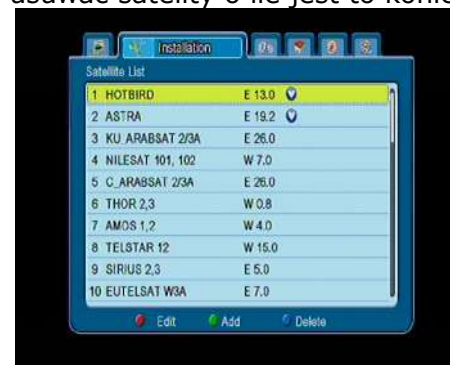 usuwać satelity o ile jest to konie
Installation
Satellite List
1 HOTBIRD E 13.0
2 ASTRA E 19.2
3 KU_ARABSAT 2/3A E 26.0
4 NILESAT 101, 102 W 7.0
5 C_ARABSAT 2/3A E 26.0
6 THOR 2,3 W 0.8
7 AMOS 1,2 W 4.0
8 TELSTAR 12 W 15.0
9 SIRIUS 2,3 E 5.0
10 EUTELSAT W3A E 7.0
Edit Add Delete